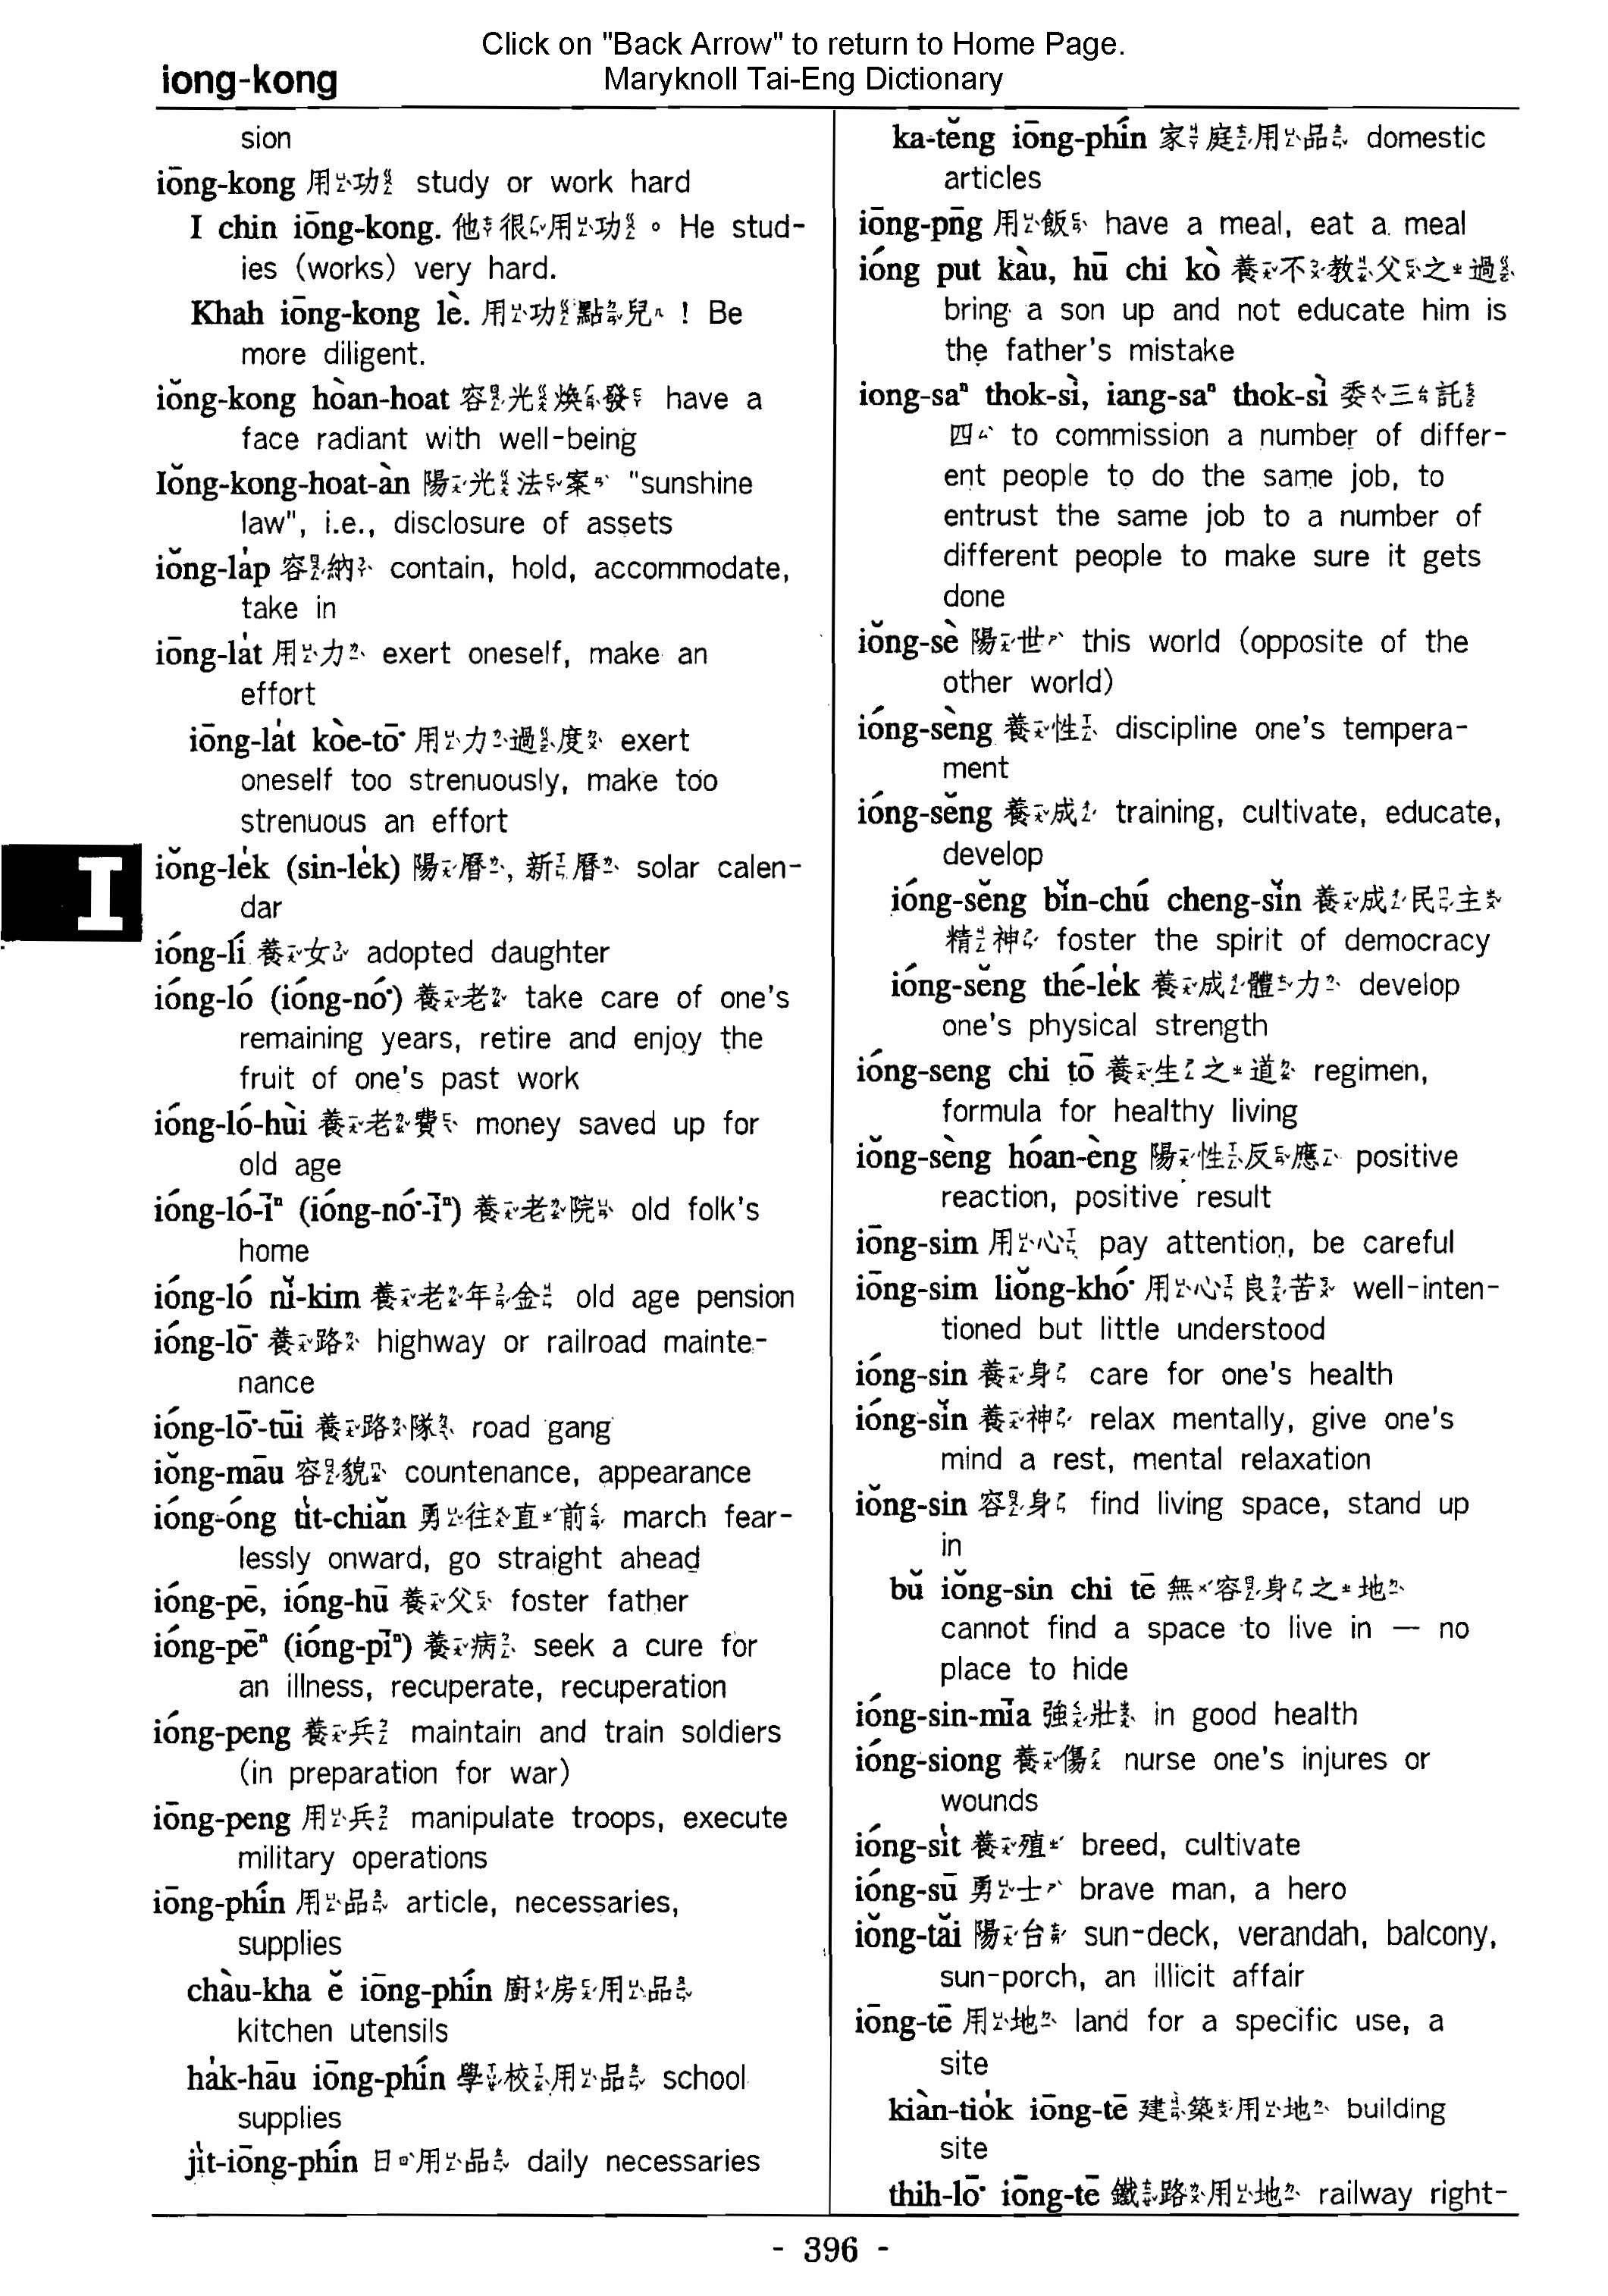 Click on "Back Arrow" to return to Home Page.
iong-kong
Maryknoll Tai-Eng Dictionary
sion
iōng-kong 用功 study or work hard
I chin iōng-kong. 他很用功。 He stud-
ies (works) very hard.
Khah iōng-kong lè. 用功點兒! Be
more diligent.
iǒng-kong hòan-hoat 容光煥發 have a
face radiant with well-being
Iǒng-kong-hoat-àn 陽光法案 "sunshine
law", i.e., disclosure of assets
iǒng-la̍p 容納 contain, hold, accommodate,
take in
iōng-la̍t 用力 exert oneself, make an
effort
iōng-la̍t kòe-tō͘ 用力過度 exert
oneself too strenuously, make too
strenuous an effort
iǒng-le̍k (sin-le̍k) 陽曆, 新曆 solar calen-
dar
I
ióng-lí 養女 adopted daughter
ióng-ló (ióng-nó͘) 養老 take care of one's
remaining years, retire and enjoy the
fruit of one's past work
ióng-ló-hùi 養老費 money saved up for
old age
ióng-ló-īⁿ (ióng-nó͘-īⁿ) 養老院 old folk's
home
ióng-ló nǐ-kim 養老年金 old age pension
ióng-lō͘ 養路 highway or railroad mainte-
nance
ióng-lō͘-tūi 養路隊 road gang
iǒng-māu 容貌 countenance, appearance
ióng-óng ti̍t-chiǎn 勇往直前 march fear-
lessly onward, go straight ahead
ióng-pē, ióng-hū 養父 foster father
ióng-pēⁿ (ióng-pīⁿ) 養病 seek a cure for
an illness, recuperate, recuperation
ióng-peng 養兵 maintain and train soldiers
(in preparation for war)
iōng-peng 用兵 manipulate troops, execute
military operations
iōng-phín 用品 article, necessaries,
supplies
chàu-kha ě iōng-phín 廚房用品
kitchen utensils
ha̍k-hāu iōng-phín 學校用品 school
supplies
ji̍t-iōng-phín 日用品 daily necessaries
ka-těng iōng-phín 家庭用品 domestic
articles
iōng-pn̄g 用飯 have a meal, eat a meal
ióng put kàu, hū chi kò 養不教父之過
bring a son up and not educate him is
the father's mistake
iong-saⁿ thok-sì, iang-saⁿ thok-sì 委三託
四 to commission a number of differ-
ent people to do the same job, to
entrust the same job to a number of
different people to make sure it gets
done
iǒng-sè 陽世 this world (opposite of the
other world)
ióng-sèng 養性 discipline one's tempera-
ment
ióng-sěng 養成 training, cultivate, educate,
develop
ióng-sěng bǐn-chú cheng-sǐn 養成民主
精神 foster the spirit of democracy
ióng-sěng thé-le̍k 養成體力 develop
one's physical strength
ióng-seng chi tō 養生之道 regimen,
formula for healthy living
iǒng-sèng hóan-èng 陽性反應 positive
reaction, positive result
iōng-sim 用心 pay attention, be careful
iōng-sim liǒng-khó͘ 用心良苦 well-inten-
tioned but little understood
ióng-sin 養身 care for one's health
ióng-sǐn 養神 relax mentally, give one's
mind a rest, mental relaxation
iǒng-sin 容身 find living space, stand up
in
bǔ iǒng-sin chi tē 無容身之地
cannot find a space to live in — no
place to hide
ióng-sin-mīa 強壯 in good health
ióng-siong 養傷 nurse one's injures or
wounds
ióng-si̍t 養殖 breed, cultivate
ióng-sū 勇士 brave man, a hero
iǒng-tǎi 陽台 sun-deck, verandah, balcony,
sun-porch, an illicit affair
iōng-tē 用地 land for a specific use, a
site
kiàn-tio̍k iōng-tē 建築用地 building
site
thih-lō͘ iōng-tē 鐵路用地 railway right-
- 396 -